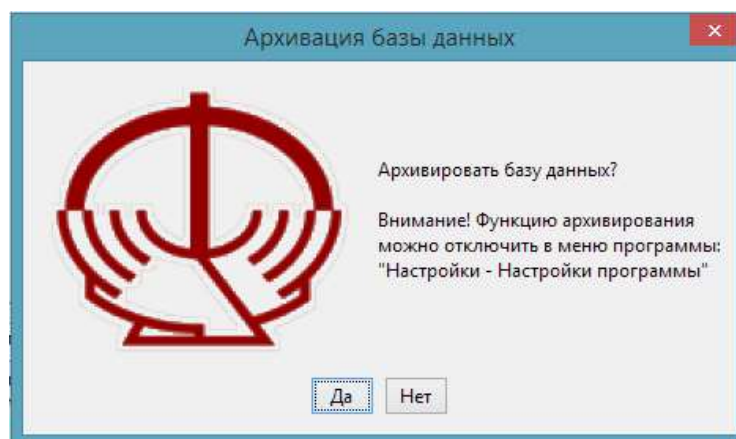 Архивация базы данных
Архивировать базу данных?
Внимание! Функцию архивирования
можно отключить в меню программы:
"Настройки - Настройки программы"
Да
Нет